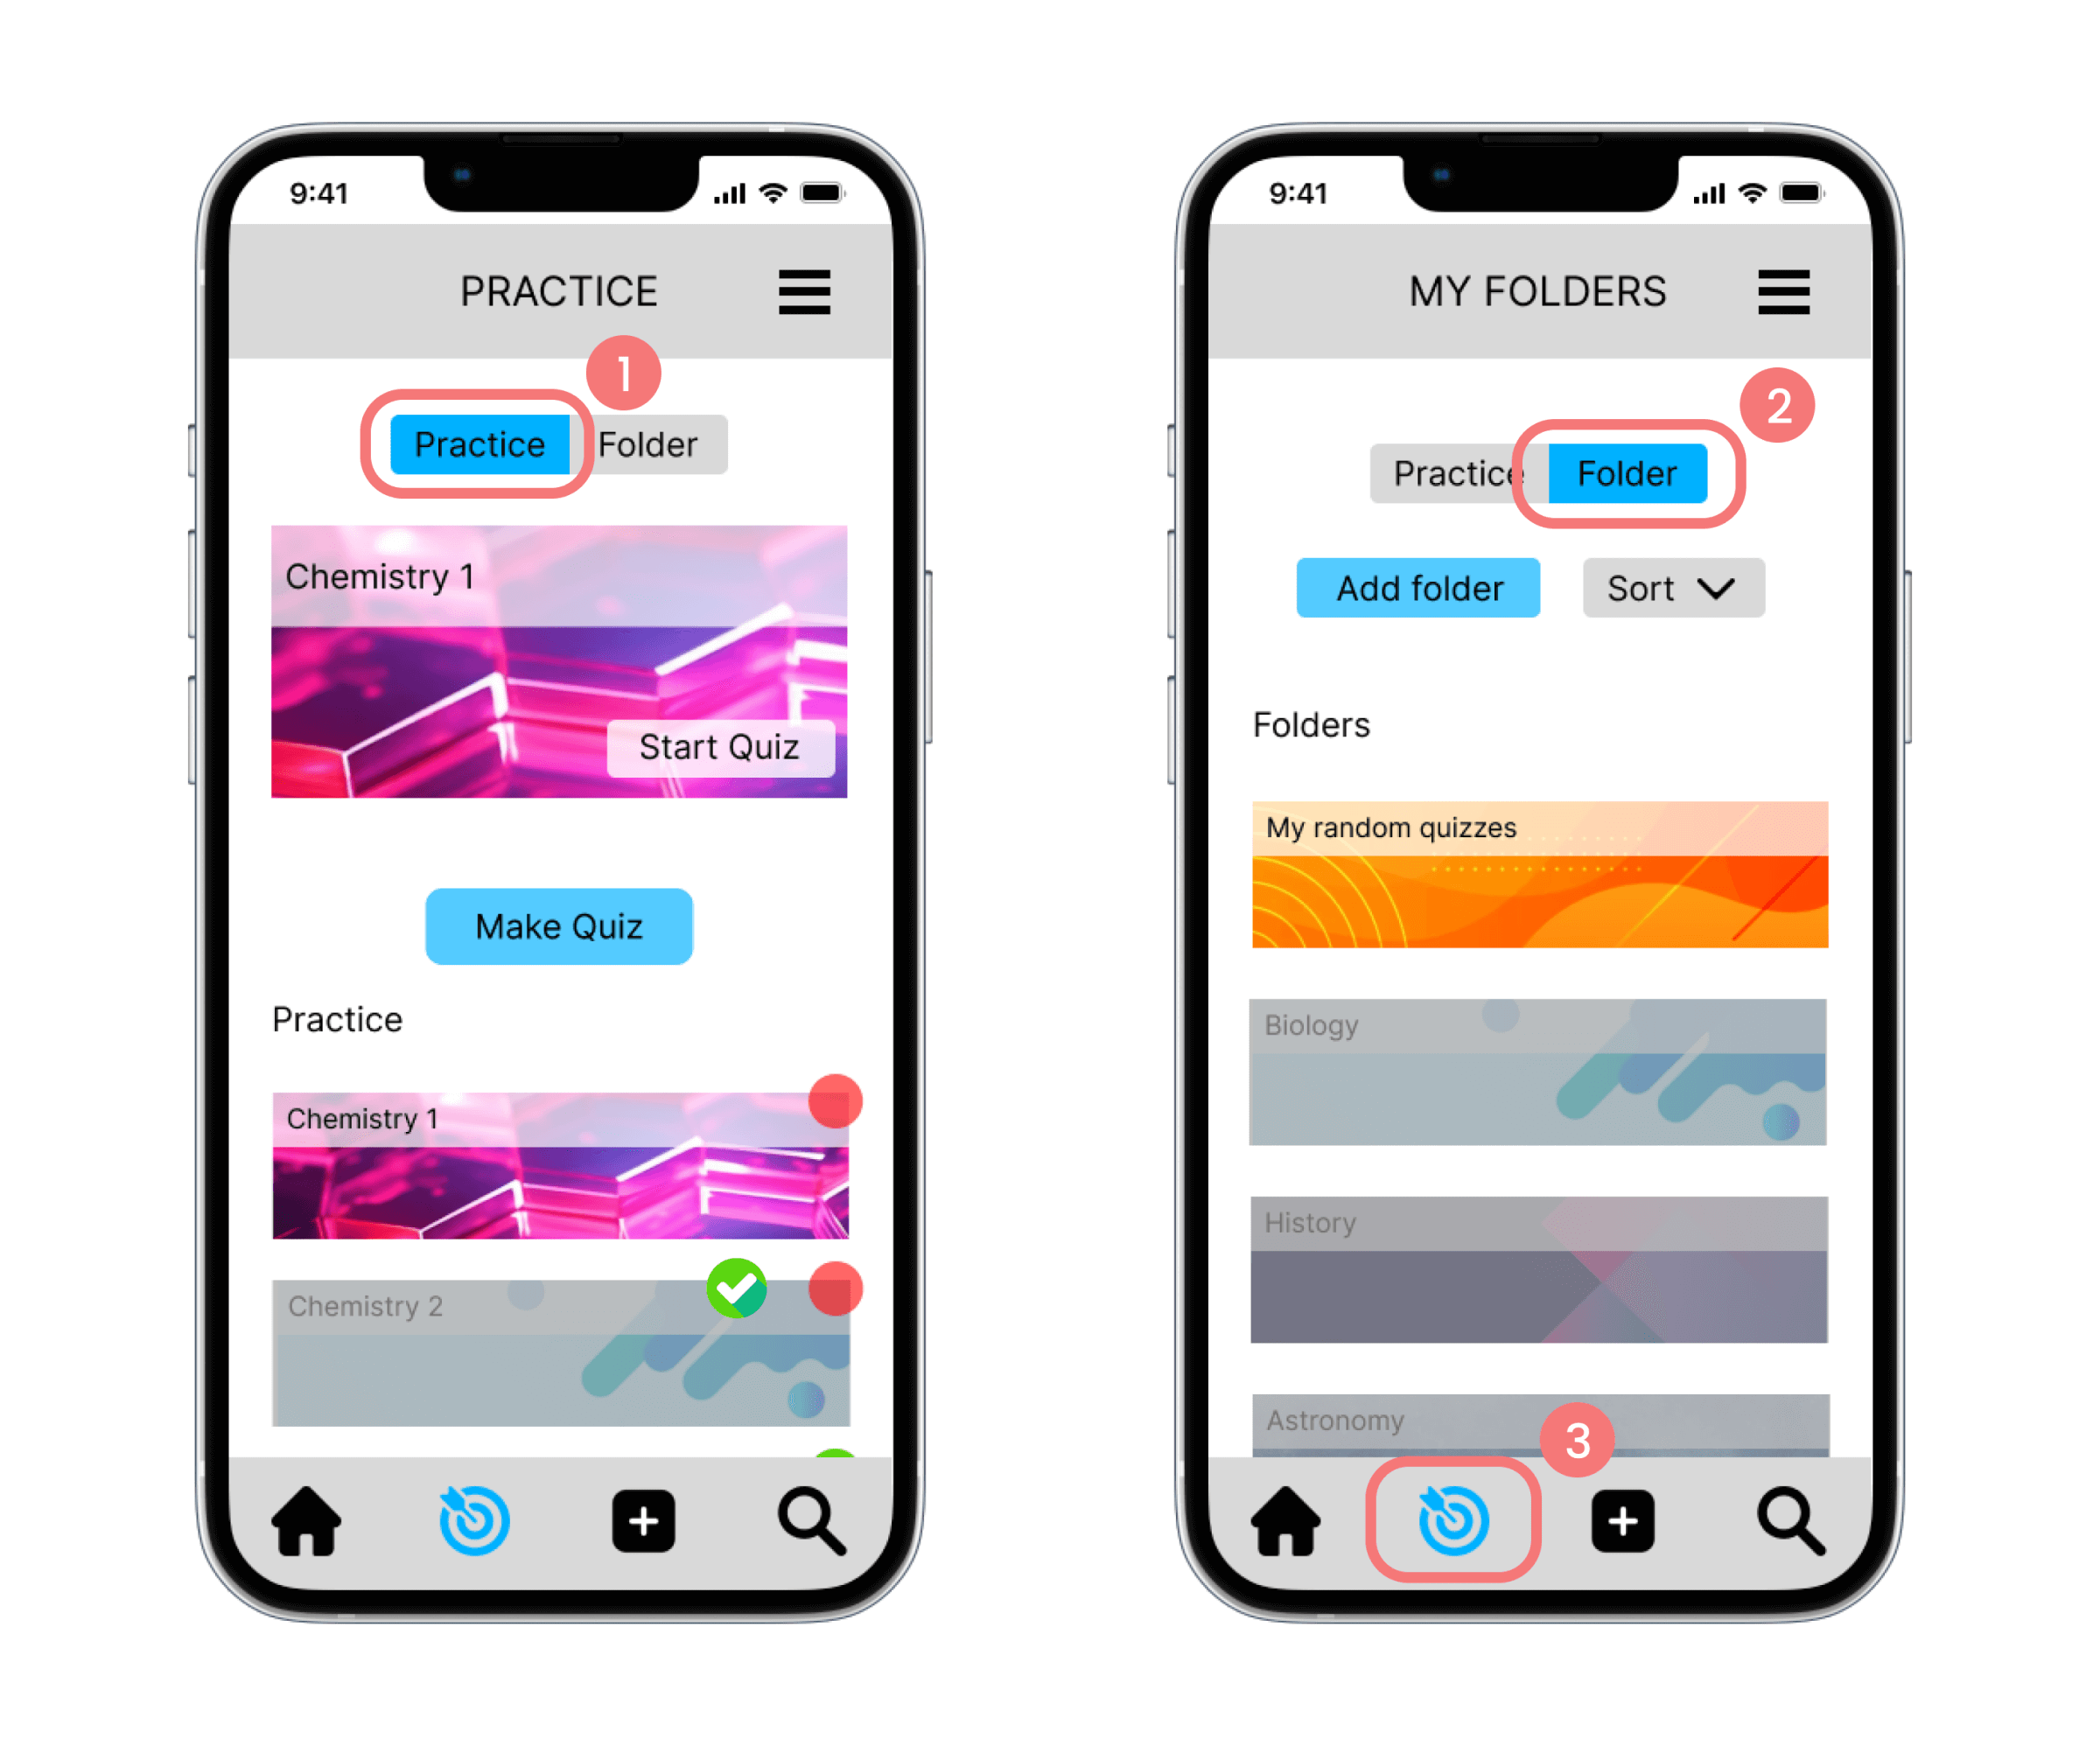 9:41
PRACTICE
1
Practice Folder
Chemistry 1
Start Quiz
Make Quiz
Practice
Chemistry 1
Chemistry 2
9:41
MY FOLDERS
2
Practice Folder
Add folder Sort
Folders
My random quizzes
Biology
History
Astronomy
3